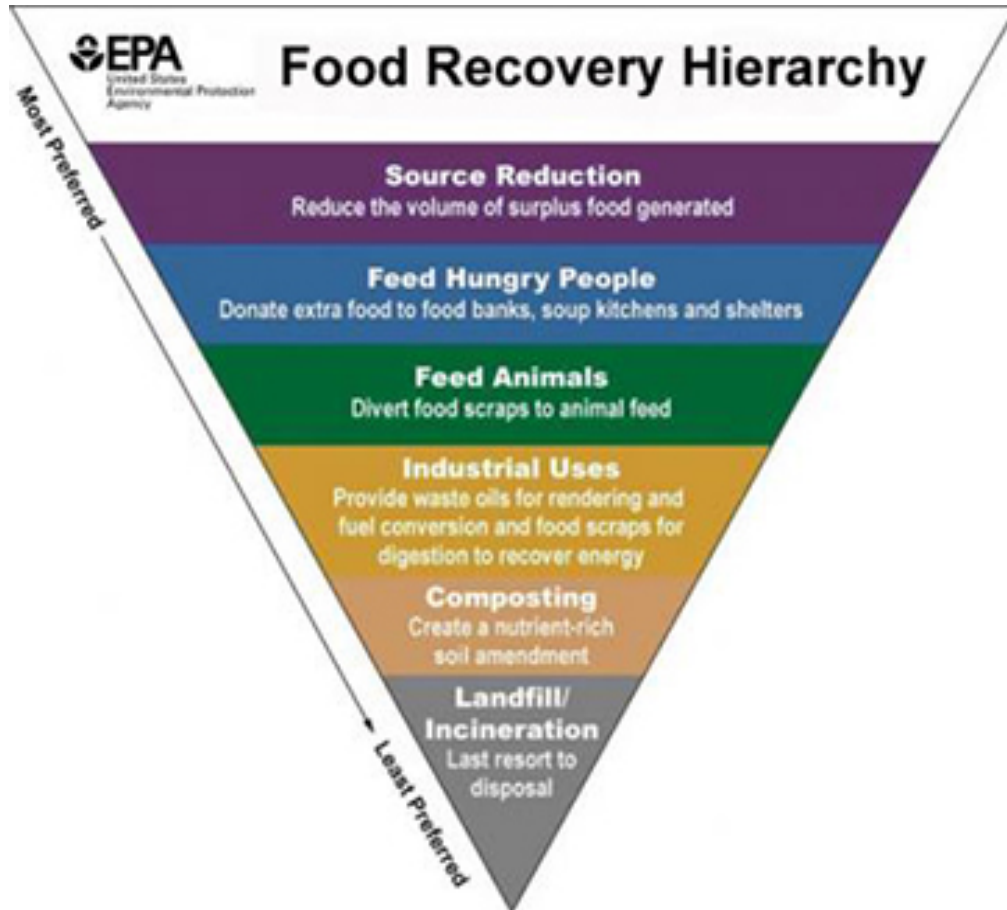 EPA
United States
Environmental Protection
Agency
Food Recovery Hierarchy
Most Preferred
Source Reduction
Reduce the volume of surplus food generated
Feed Hungry People
Donate extra food to food banks, soup kitchens and shelters
Feed Animals
Divert food scraps to animal feed
Industrial Uses
Provide waste oils for rendering and
fuel conversion and food scraps for
digestion to recover energy
Composting
Create a nutrient-rich
soil amendment
Landfill/
Incineration
Last resort to
disposal
Least Preferred